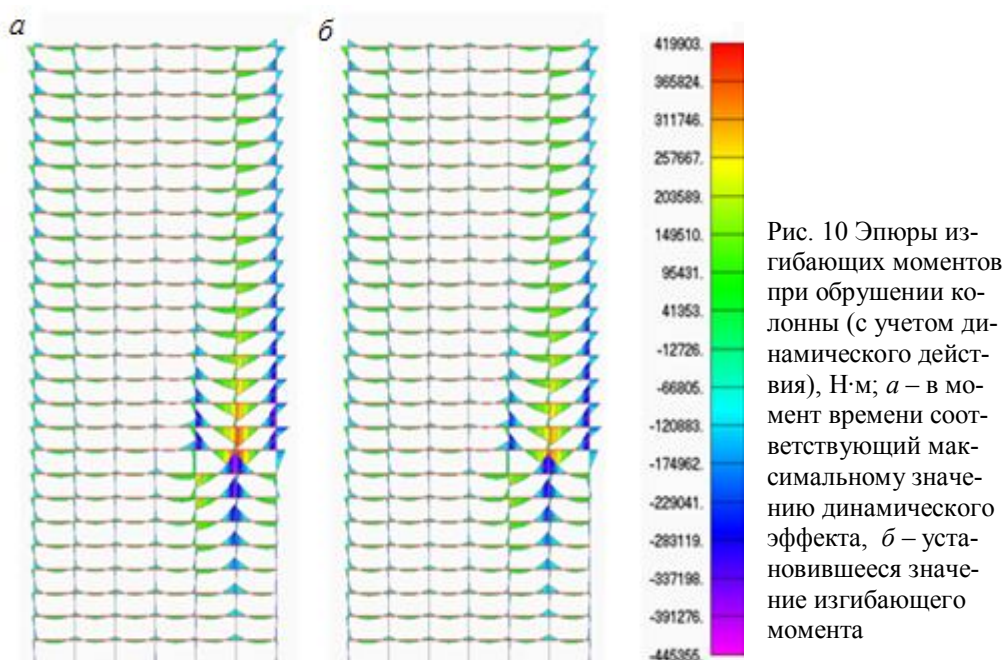 а
б
419903.
365824.
311746.
257667.
203589.
149510.
95431.
41353.
-12726.
-66805.
-120883.
-174962.
-229041.
-283119.
-337198.
-391276.
-445355.
Рис. 10 Эпюры из-
гибающих моментов
при обрушении ко-
лонны (с учетом ди-
намического дейст-
вия), Н·м; а – в мо-
мент времени соот-
ветствующий мак-
симальному значе-
нию динамического
эффекта, б – уста-
новившееся значе-
ние изгибающего
момента